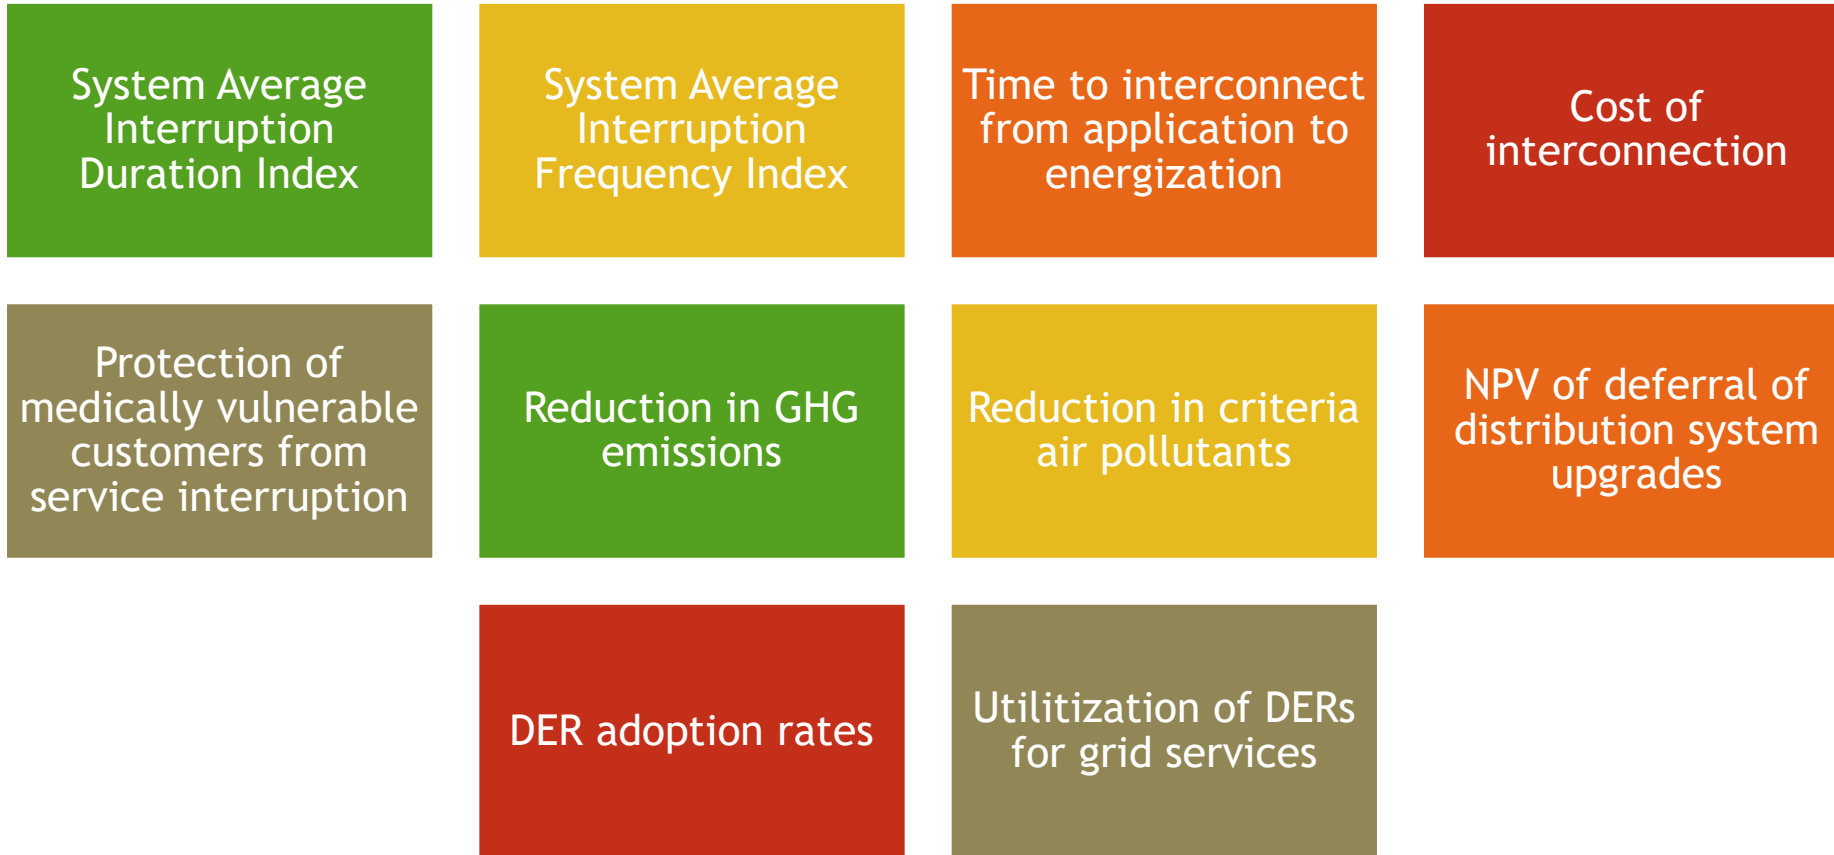 System Average
Interruption
Duration Index
System Average
Interruption
Frequency Index
Time to interconnect
from application to
energization
Cost of
interconnection
Protection of
medically vulnerable
customers from
service interruption
Reduction in GHG
emissions
Reduction in criteria
air pollutants
NPV of deferral of
distribution system
upgrades
DER adoption rates
Utilitization of DERs
for grid services